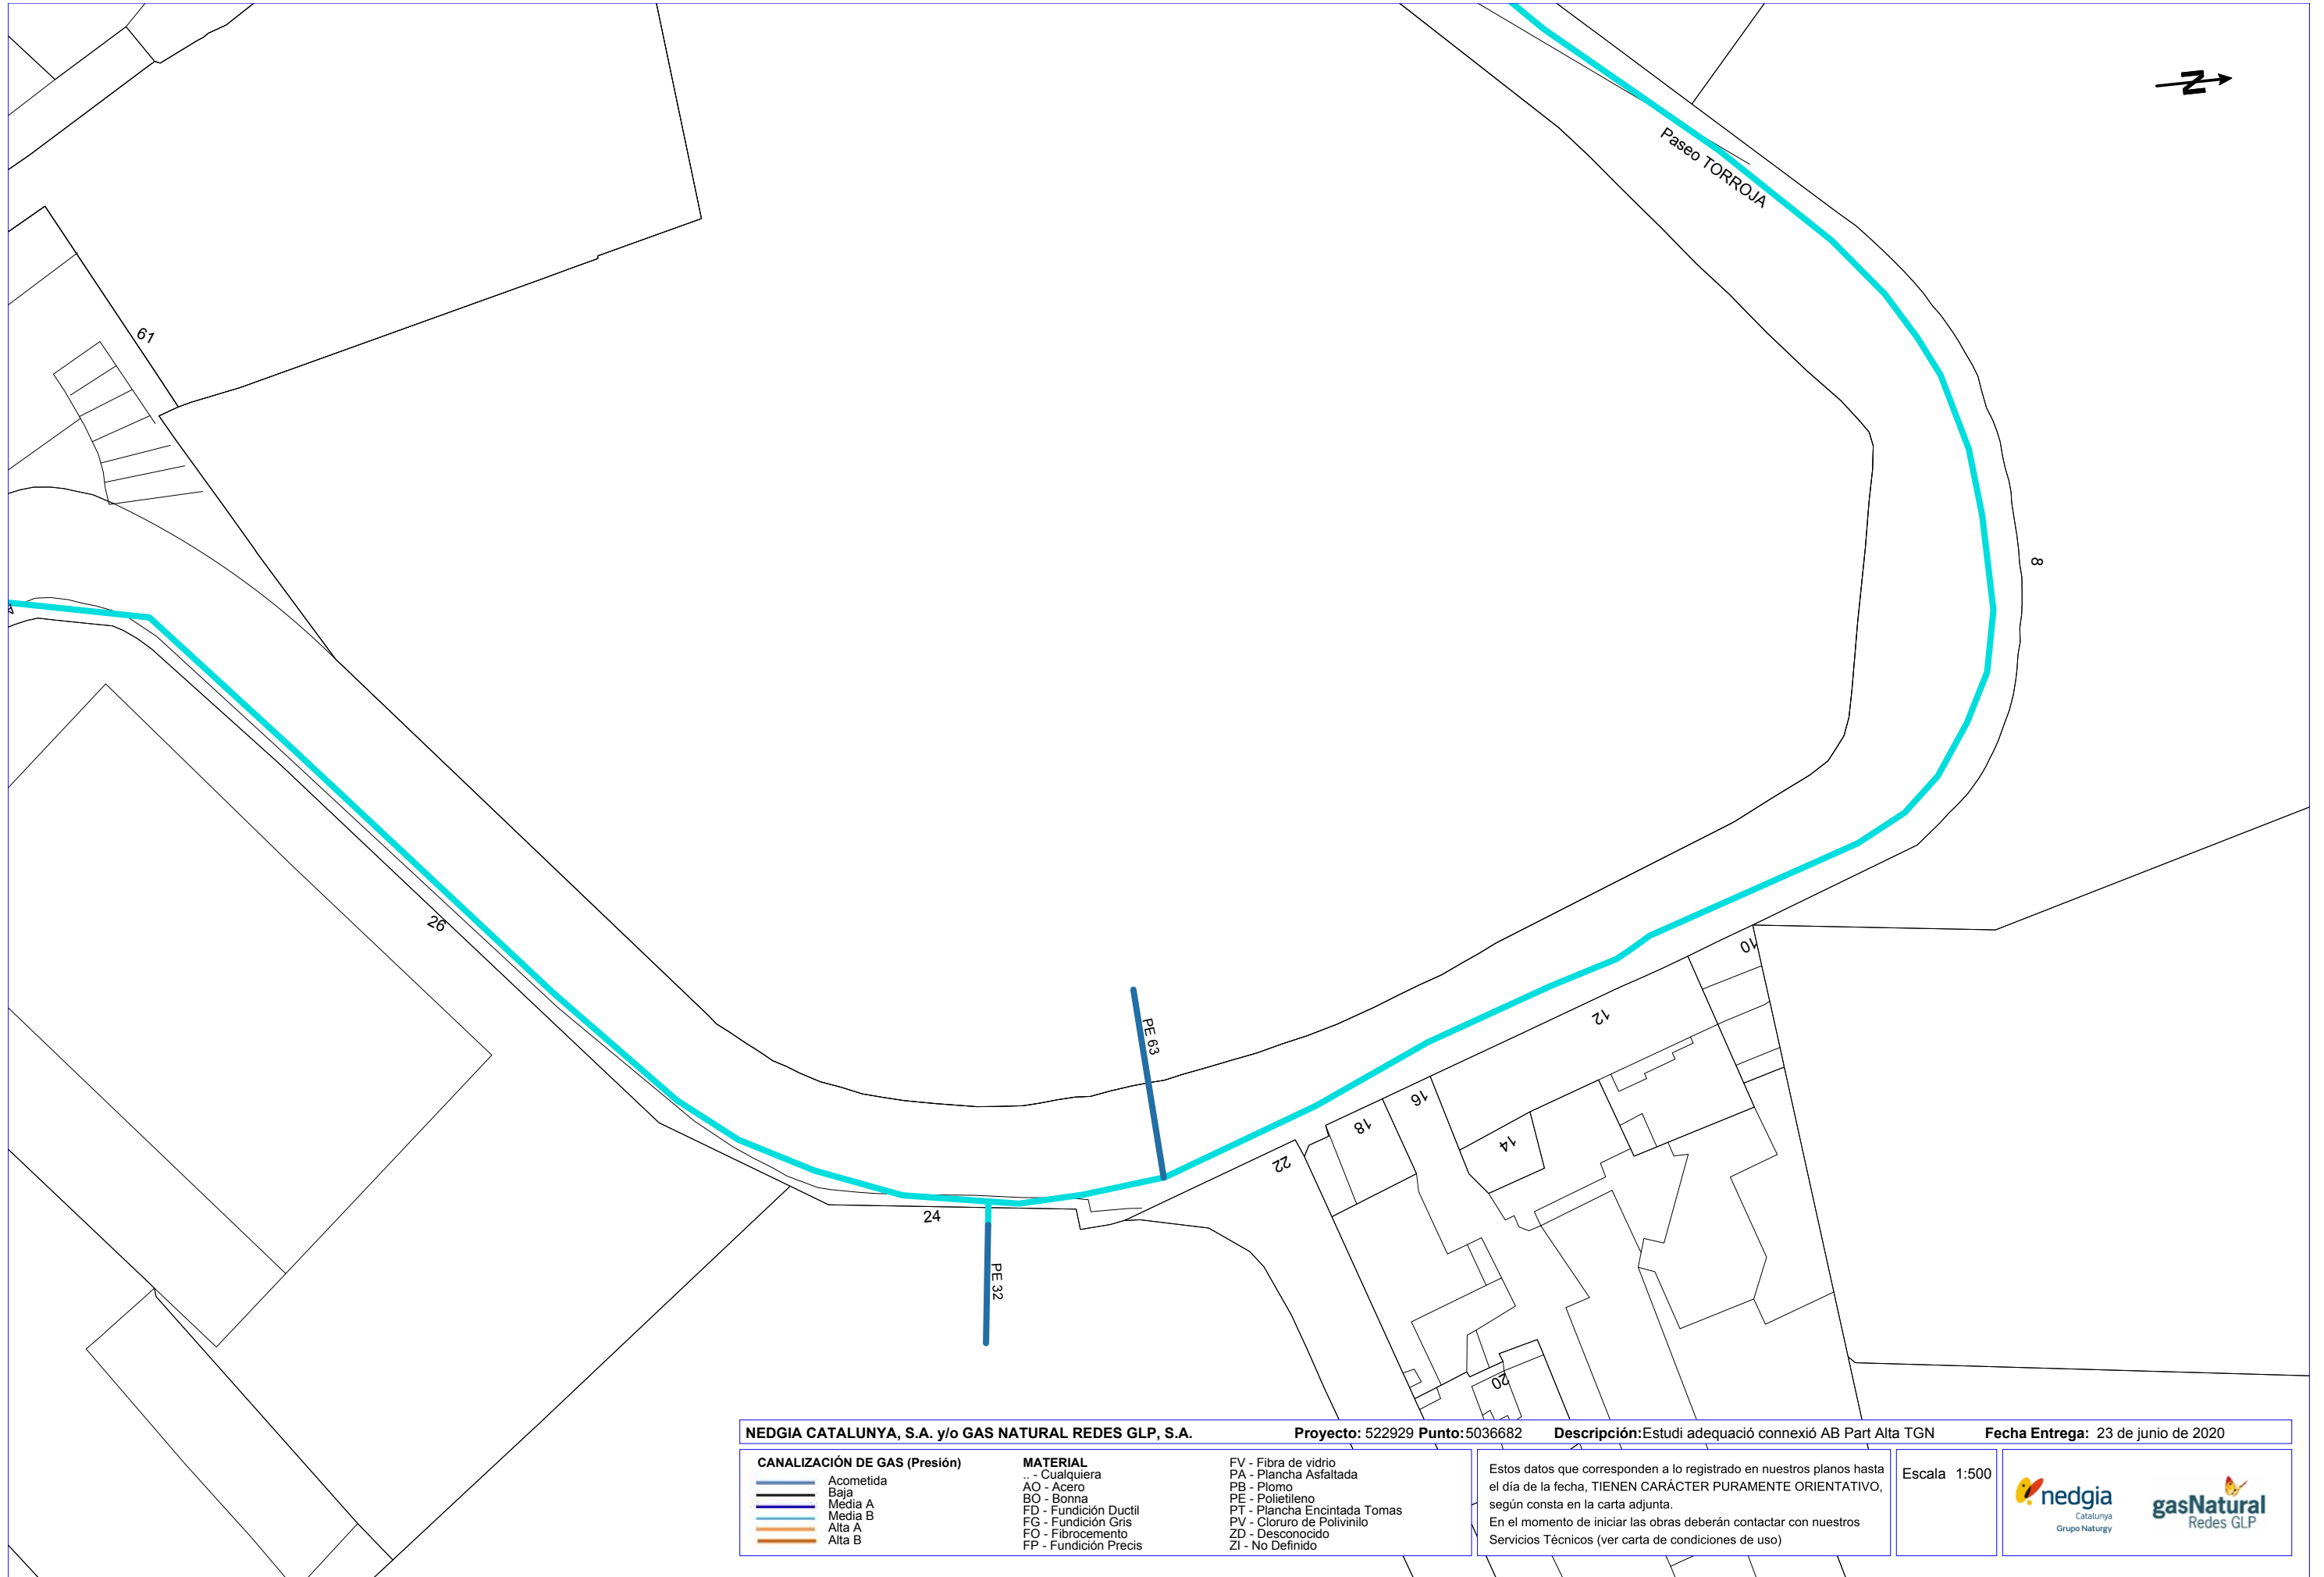 N
Paseo TORROJA
61
8
26
10
12
PE 63
16
18
14
22
24
PE 32
20
NEDGIA CATALUNYA, S.A. y/o GAS NATURAL REDES GLP, S.A. Proyecto: 522929 Punto:5036682 Descripción:Estudi adequació connexió AB Part Alta TGN Fecha Entrega: 23 de junio de 2020
CANALIZACIÓN DE GAS (Presión)
Acometida
Baja
Media A
Media B
Alta A
Alta B
MATERIAL
.. - Cualquiera
AO - Acero
BO - Bonna
FD - Fundición Ductil
FG - Fundición Gris
FO - Fibrocemento
FP - Fundición Precis
FV - Fibra de vidrio
PA - Plancha Asfaltada
PB - Plomo
PE - Polietileno
PT - Plancha Encintada Tomas
PV - Cloruro de Polivinilo
ZD - Desconocido
ZI - No Definido
Estos datos que corresponden a lo registrado en nuestros planos hasta
el día de la fecha, TIENEN CARÁCTER PURAMENTE ORIENTATIVO,
según consta en la carta adjunta.
En el momento de iniciar las obras deberán contactar con nuestros
Servicios Técnicos (ver carta de condiciones de uso)
Escala 1:500
nedgia
Catalunya
Grupo Naturgy
gasNatural
Redes GLP